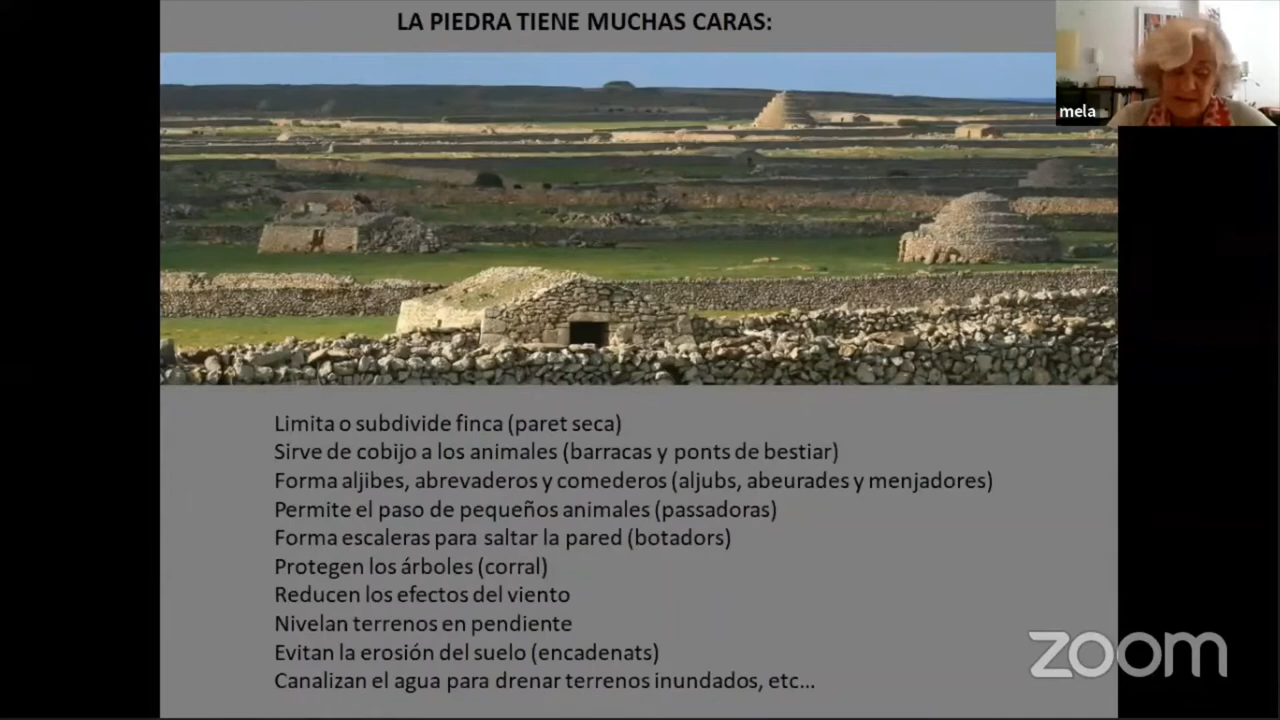 LA PIEDRA TIENE MUCHAS CARAS:
mela
Limita o subdivide finca (paret seca)
Sirve de cobijo a los animales (barracas y ponts de bestiar)
Forma aljibes, abrevaderos y comederos (aljubs, abeurades y menjadores)
Permite el paso de pequeños animales (passadoras)
Forma escaleras para saltar la pared (botadors)
Protegen los árboles (corral)
Reducen los efectos del viento
Nivelan terrenos en pendiente
Evitan la erosión del suelo (encadenats)
Canalizan el agua para drenar terrenos inundados, etc...
zoom